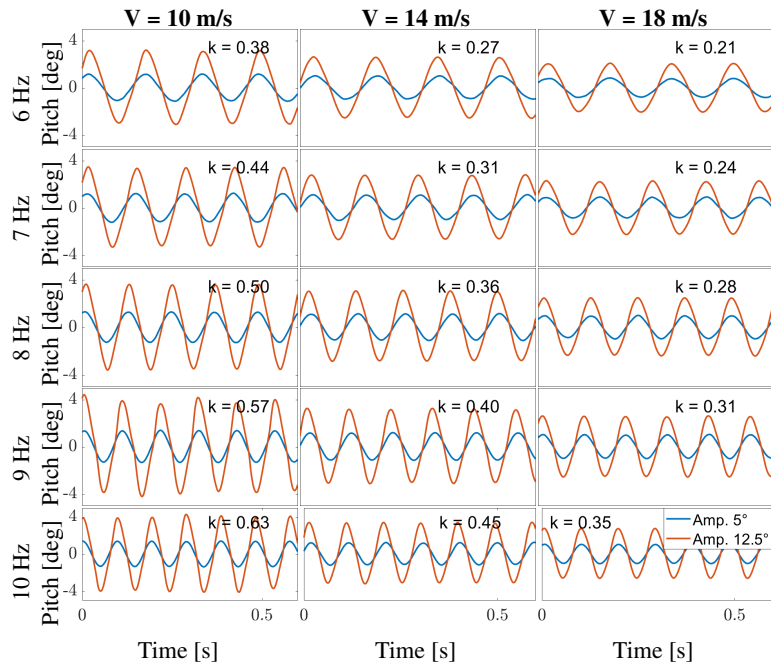 V = 10 m/s V = 14 m/s V = 18 m/s
6 Hz
Pitch [deg]
4
0
-4
k = 0.38
k = 0.27
k = 0.21
7 Hz
Pitch [deg]
4
0
-4
k = 0.44
k = 0.31
k = 0.24
8 Hz
Pitch [deg]
4
0
-4
k = 0.50
k = 0.36
k = 0.28
9 Hz
Pitch [deg]
4
0
-4
k = 0.57
k = 0.40
k = 0.31
10 Hz
Pitch [deg]
4
0
-4
k = 0.63
k = 0.45
k = 0.35
Amp. 5°
Amp. 12.5°
0 0.5 0 0.5 0 0.5
Time [s] Time [s] Time [s]